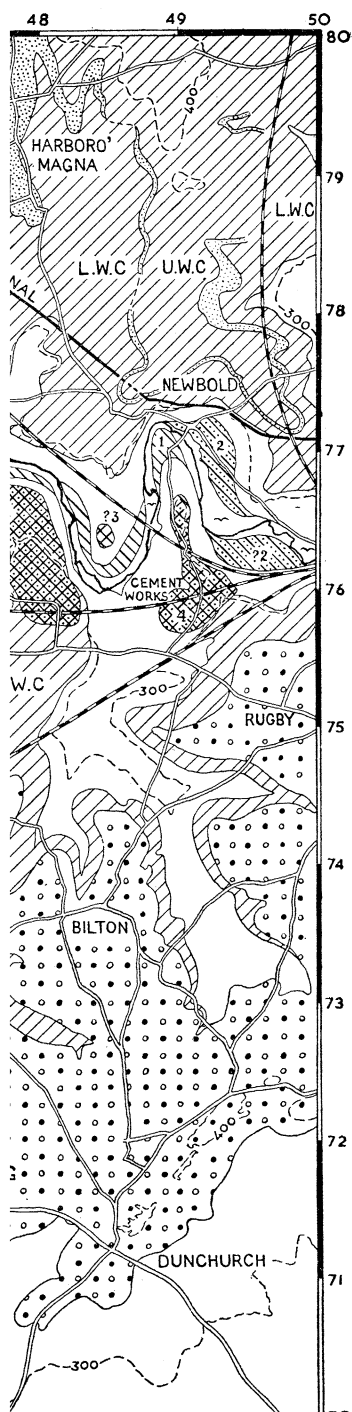 48 49 50
80
400
HARBORO'
MAGNA
79
L.W.C
L.W.C U.W.C
NAL
78
300
NEWBOLD
77
1 2
?3
?2
CEMENT
WORKS
76
4
W.C
300
RUGBY
75
74
BILTON
73
400
72
71
DUNCHURCH
300